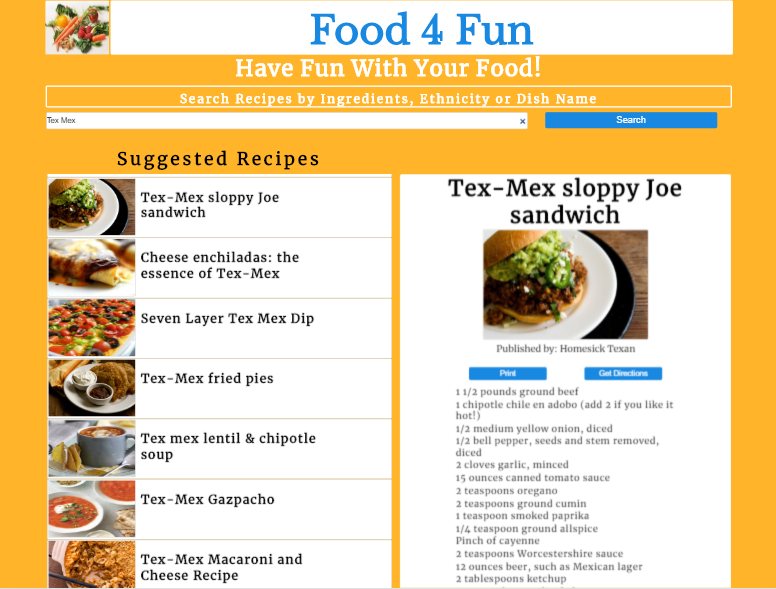 Food 4 Fun
Have Fun With Your Food!
Search Recipes by Ingredients, Ethnicity or Dish Name
Tex Mex
×
Search
Suggested Recipes
Tex-Mex sloppy Joe
sandwich
Cheese enchiladas: the
essence of Tex-Mex
Seven Layer Tex Mex Dip
Tex-Mex fried pies
Tex mex lentil & chipotle
soup
Tex-Mex Gazpacho
Tex-Mex Macaroni and
Cheese Recipe
Tex-Mex sloppy Joe
sandwich
Published by: Homesick Texan
Print
Get Directions
1 1/2 pounds ground beef
1 chipotle chile en adobo (add 2 if you like it
hot!)
1/2 medium yellow onion, diced
1/2 bell pepper, seeds and stem removed,
diced
2 cloves garlic, minced
15 ounces canned tomato sauce
2 teaspoons oregano
2 teaspoons ground cumin
1 teaspoon smoked paprika
1/4 teaspoon ground allspice
Pinch of cayenne
2 teaspoons Worcestershire sauce
12 ounces beer, such as Mexican lager
2 tablespoons ketchup